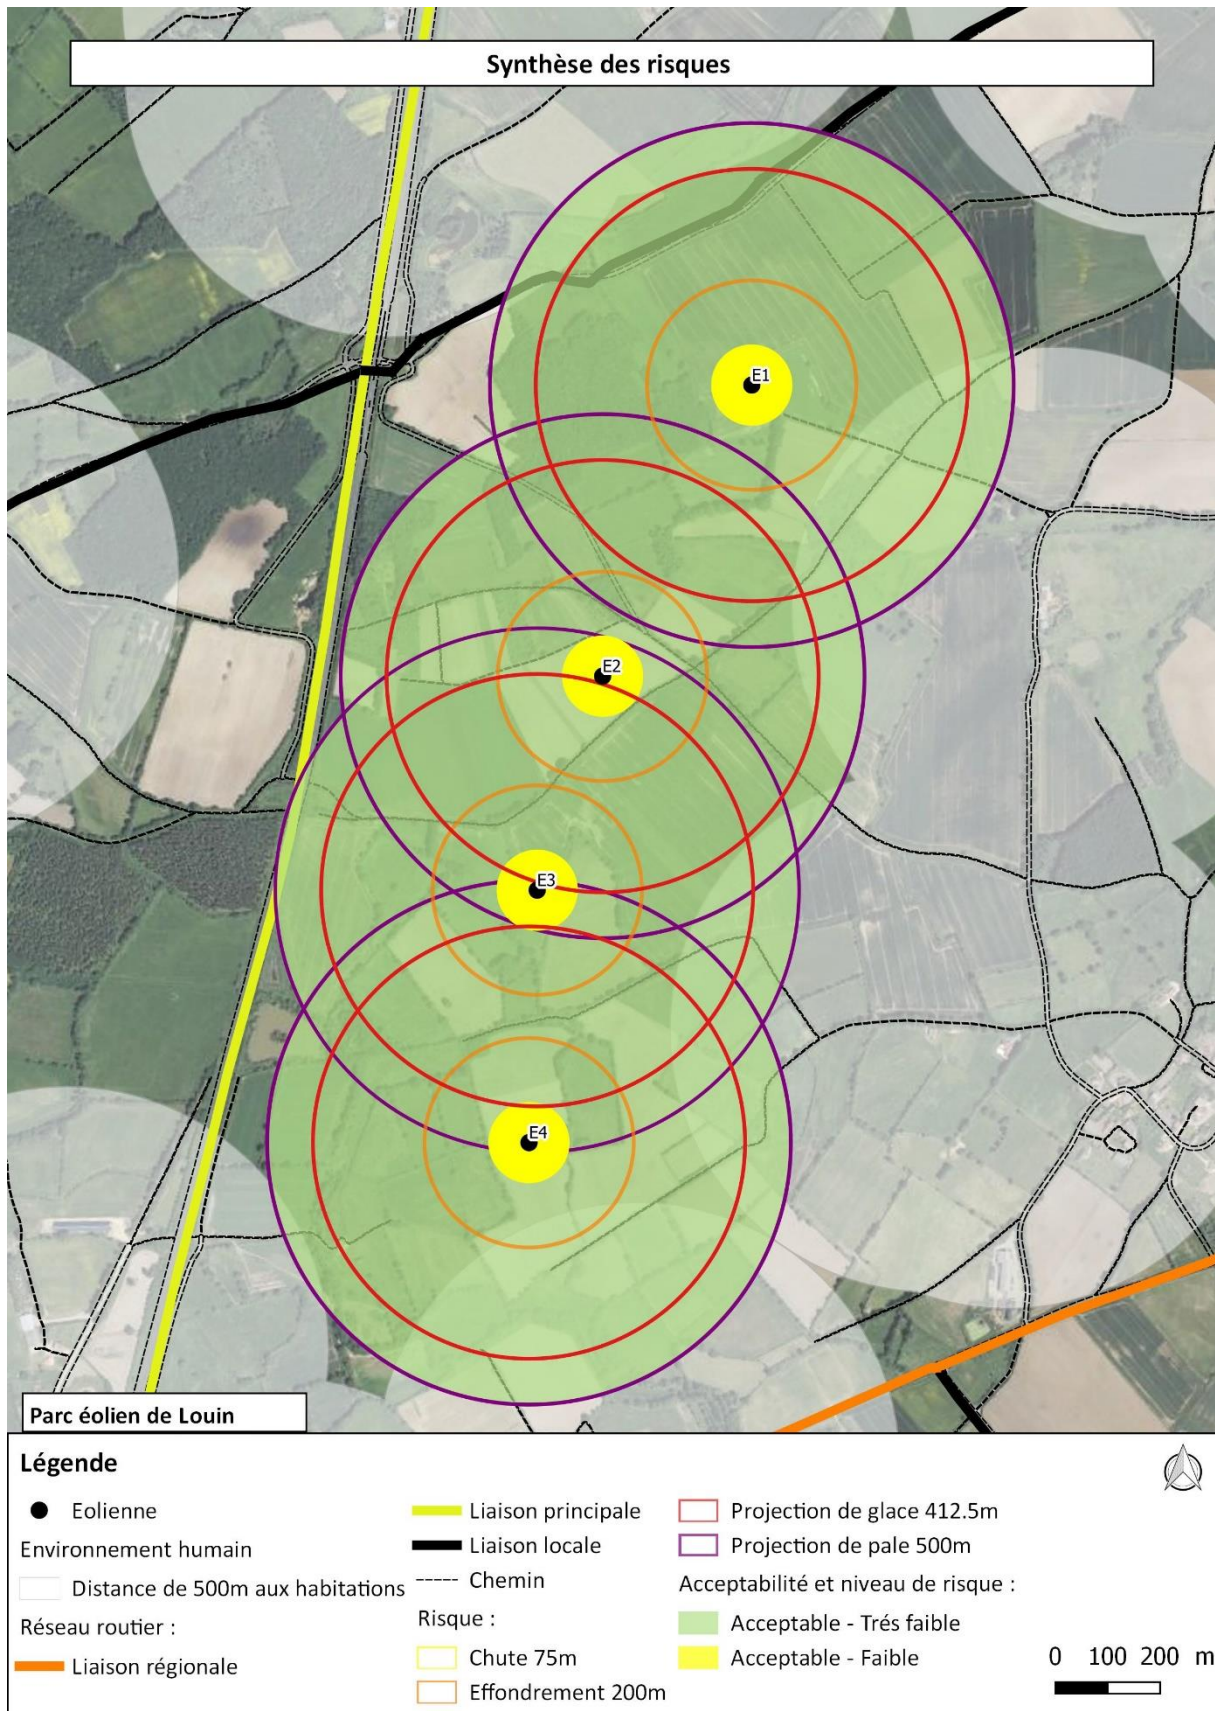 Synthèse des risques
E1
E2
E3
E4
Parc éolien de Louin
Légende
Eolienne
Environnement humain
Distance de 500m aux habitations
Réseau routier :
Liaison régionale
Liaison principale
Liaison locale
Chemin
Risque :
Chute 75m
Effondrement 200m
Projection de glace 412.5m
Projection de pale 500m
Acceptabilité et niveau de risque :
Acceptable - Trés faible
Acceptable - Faible
0 100 200 m